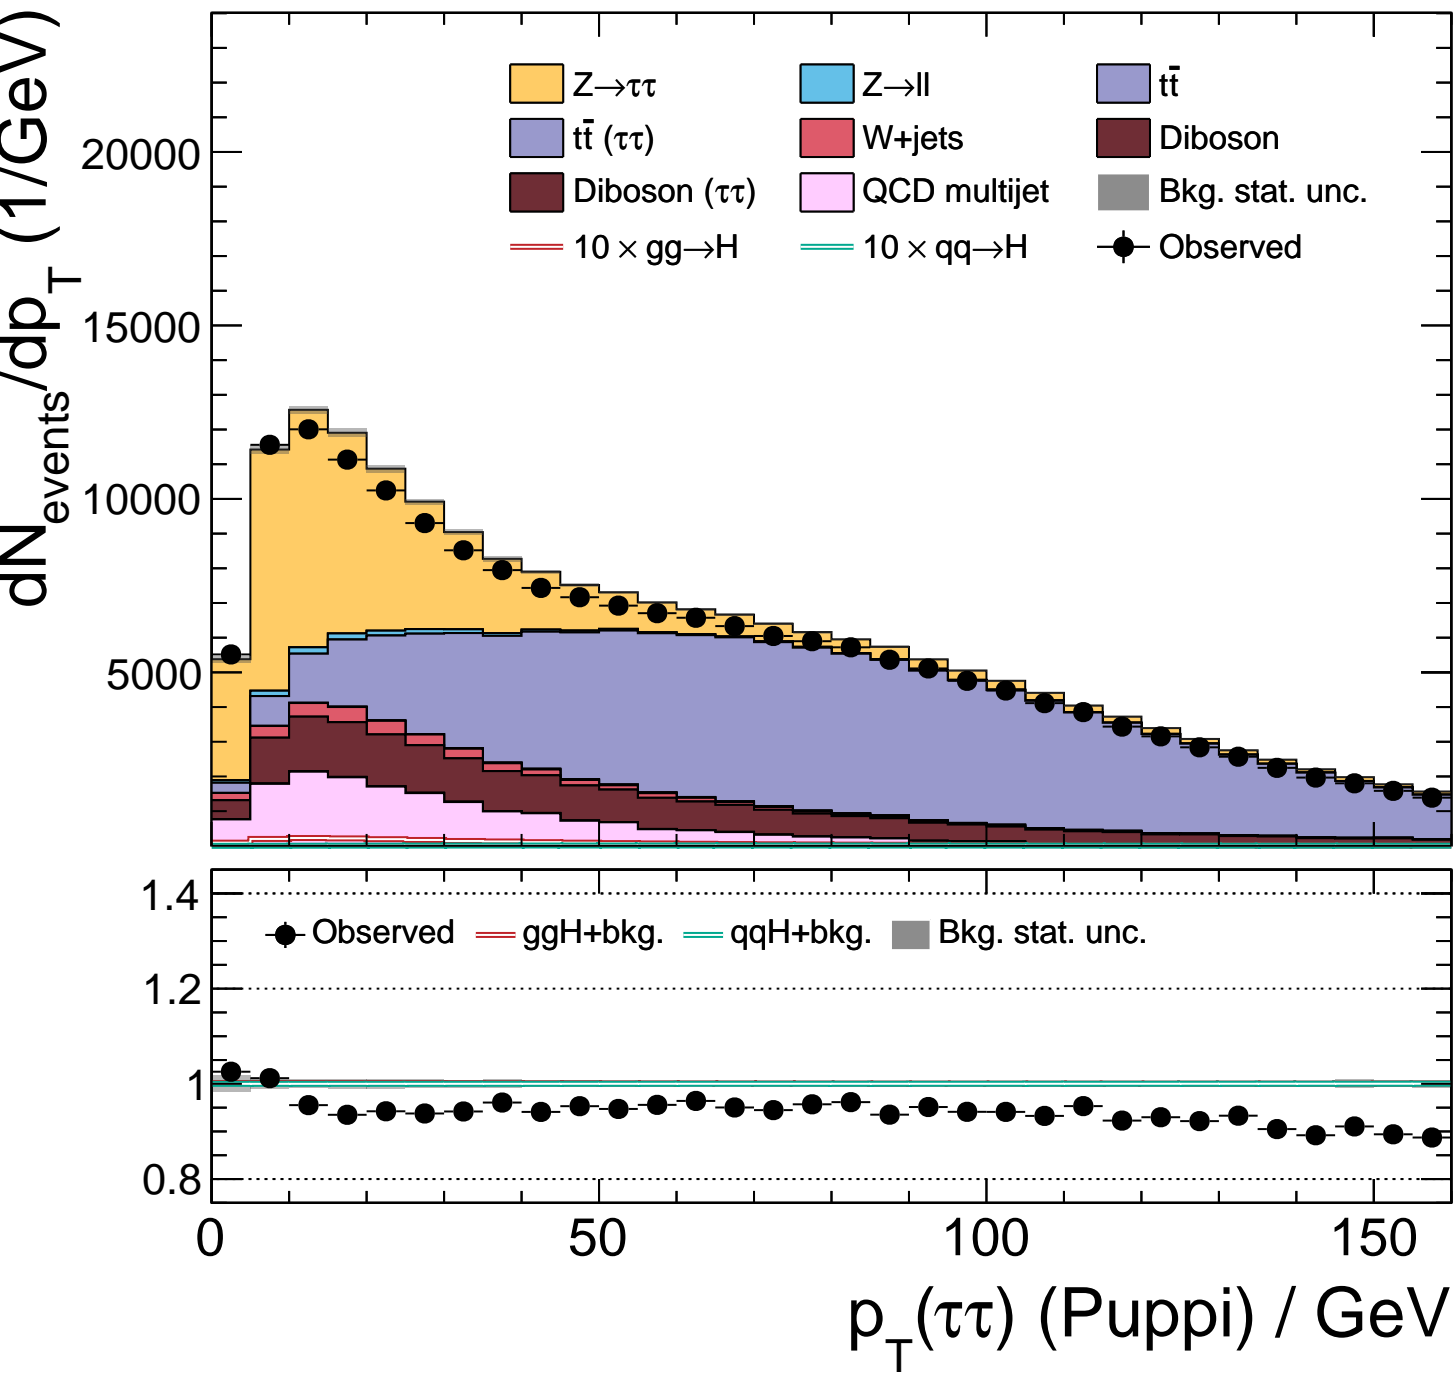 dN_events/dp_T (1/GeV)
Z→ττ Z→ll tt̄
tt̄ (ττ) W+jets Diboson
Diboson (ττ) QCD multijet Bkg. stat. unc.
10 × gg→H 10 × qq→H Observed
20000
15000
10000
5000
1.4
Observed ggH+bkg. qqH+bkg. Bkg. stat. unc.
1.2
1
0.8
0 50 100 150
p_T(ττ) (Puppi) / GeV